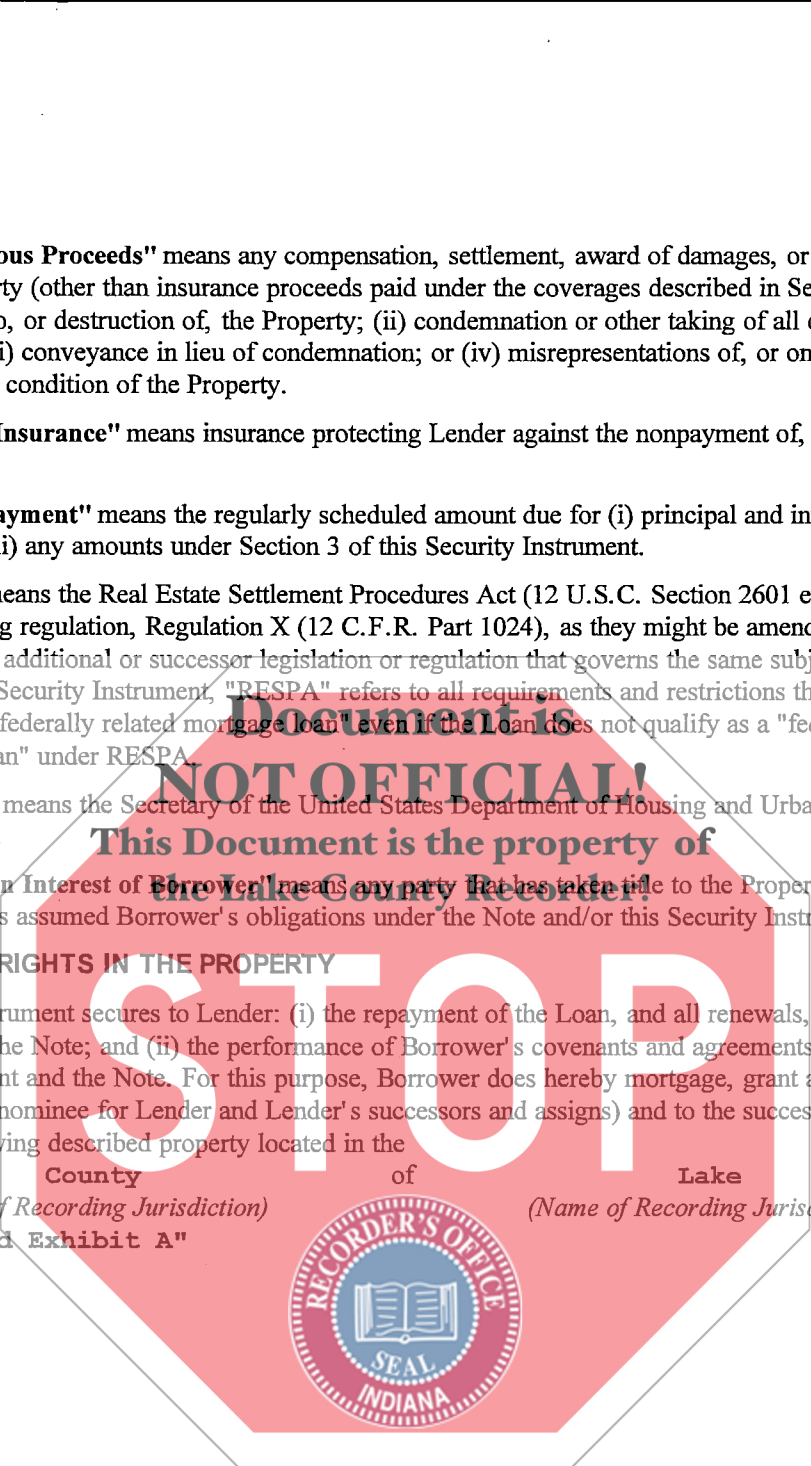 ous Proceeds" means any compensation, settlement, award of damages, or
rty (other than insurance proceeds paid under the coverages described in Se
o, or destruction of, the Property; (ii) condemnation or other taking of all
i) conveyance in lieu of condemnation; or (iv) misrepresentations of, or om
condition of the Property.
Insurance" means insurance protecting Lender against the nonpayment of,
ayment" means the regularly scheduled amount due for (i) principal and in
i) any amounts under Section 3 of this Security Instrument.
eans the Real Estate Settlement Procedures Act (12 U.S.C. Section 2601 e
g regulation, Regulation X (12 C.F.R. Part 1024), as they might be amend
additional or successor legislation or regulation that governs the same subj
Security Instrument, "RESPA" refers to all requirements and restrictions th
federally related mortgage loan" even if the Loan does not qualify as a "fe
an" under RESPA.
Document is
NOT OFFICIAL!
This Document is the property of
the Lake County Recorder!
means the Secretary of the United States Department of Housing and Urba
n Interest of Borrower" means any party that has taken title to the Proper
s assumed Borrower's obligations under the Note and/or this Security Instr
RIGHTS IN THE PROPERTY
STOP
rument secures to Lender: (i) the repayment of the Loan, and all renewals,
he Note; and (ii) the performance of Borrower's covenants and agreements
nt and the Note. For this purpose, Borrower does hereby mortgage, grant a
nominee for Lender and Lender's successors and assigns) and to the succes
ving described property located in the
County of Lake
f Recording Jurisdiction) (Name of Recording Jurisd
d Exhibit A"
RECORDER'S OFFICE
SEAL
INDIANA